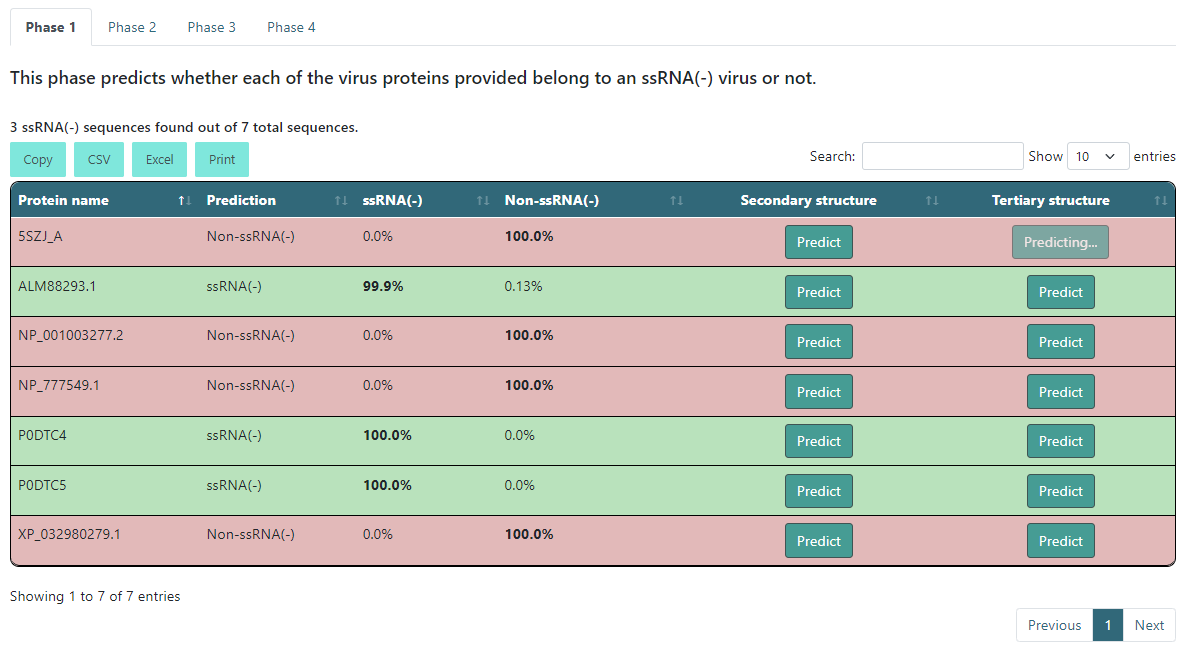 Phase 1 Phase 2 Phase 3 Phase 4
This phase predicts whether each of the virus proteins provided belong to an ssRNA(-) virus or not.
3 ssRNA(-) sequences found out of 7 total sequences.
Copy CSV Excel Print Search: Show 10 entries
Protein name Prediction ssRNA(-) Non-ssRNA(-) Secondary structure Tertiary structure
5SZJ_A Non-ssRNA(-) 0.0% 100.0% Predict Predicting...
ALM88293.1 ssRNA(-) 99.9% 0.13% Predict Predict
NP_001003277.2 Non-ssRNA(-) 0.0% 100.0% Predict Predict
NP_777549.1 Non-ssRNA(-) 0.0% 100.0% Predict Predict
P0DTC4 ssRNA(-) 100.0% 0.0% Predict Predict
P0DTC5 ssRNA(-) 100.0% 0.0% Predict Predict
XP_032980279.1 Non-ssRNA(-) 0.0% 100.0% Predict Predict
Showing 1 to 7 of 7 entries
Previous 1 Next